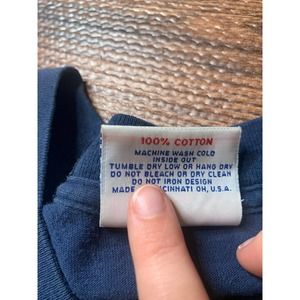 100% COTTON
MACHINE WASH COLD
INSIDE OUT
TUMBLE DRY LOW OR HANG DRY
DO NOT BLEACH OR DRY CLEAN
DO NOT IRON DESIGN
MADE CINCINNATI OH, U.S.A.